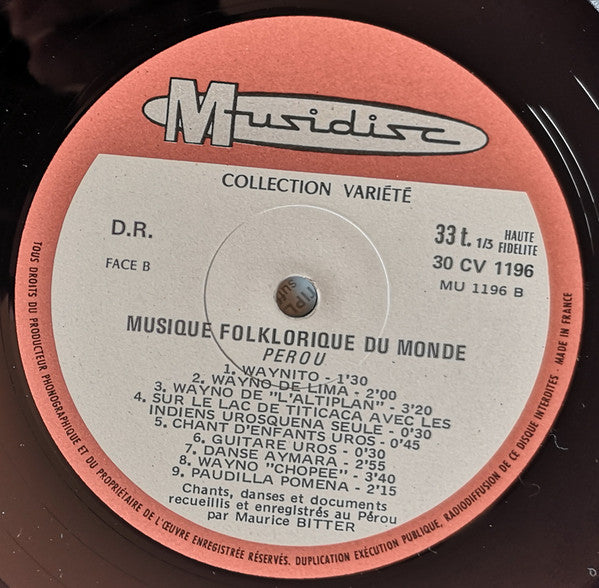 Musidisc
COLLECTION VARIÉTÉ
D.R.
33 t. 1/3 HAUTE FIDELITE
FACE B
30 CV 1196
MU 1196 B
MUSIQUE FOLKLORIQUE DU MONDE
PEROU
1. WAYNITO - 1'30
2. WAYNO DE LIMA - 2'00
3. WAYNO DE "L'ALTIPLAN" - 3'20
4. SUR LE LAC DE TITICACA AVEC LES
INDIENS UROSQUENA SEULE - 0'30
5. CHANT D'ENFANTS UROS - 0'45
6. GUITARE UROS - 0'30
7. DANSE AYMARA - 2'55
8. WAYNO "CHOPEE" - 3'40
9. PAUDILLA POMENA - 2'15
Chants, danses et documents
recueillis et enregistrés au Pérou
par Maurice BITTER
TOUS DROITS DU PRODUCTEUR PHONOGRAPHIQUE ET DU PROPRIÉTAIRE DE L'ŒUVRE ENREGISTRÉE RÉSERVÉS. DUPLICATION EXÉCUTION PUBLIQUE, RADIODIFFUSION DE CE DISQUE INTERDITES - MADE IN FRANCE